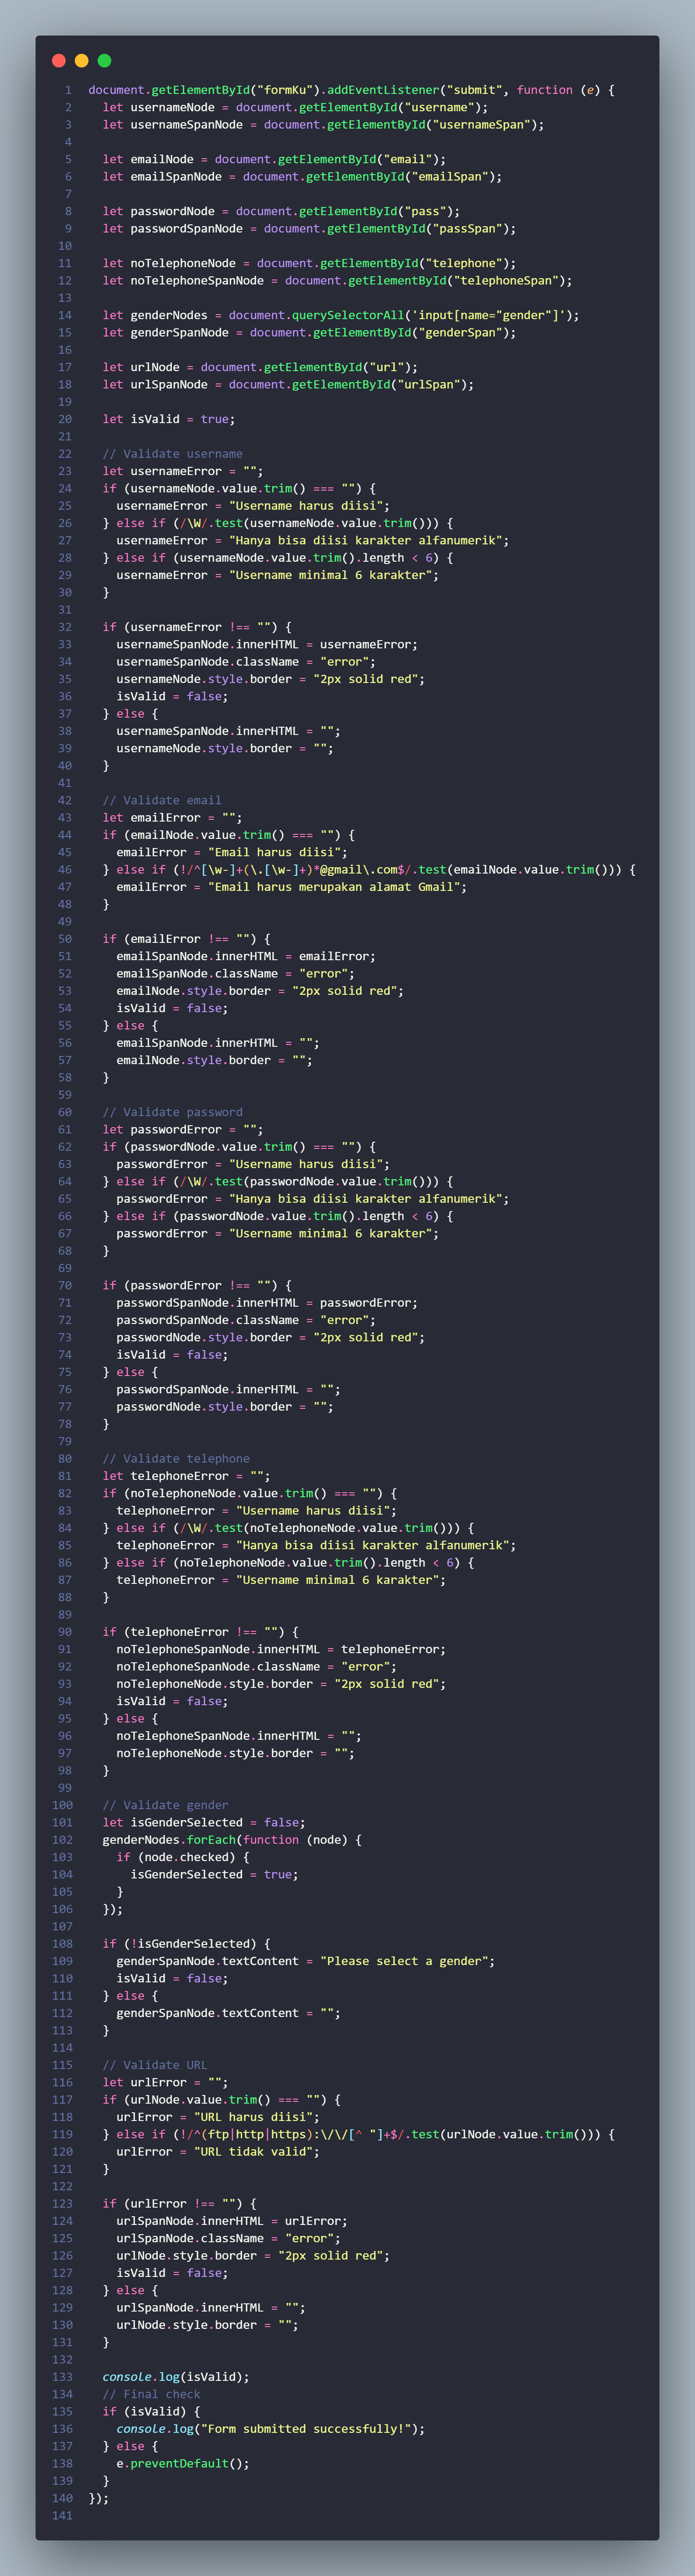 1 document.getElementById("formKu").addEventListener("submit", function (e) {
2   let usernameNode = document.getElementById("username");
3   let usernameSpanNode = document.getElementById("usernameSpan");
4
5   let emailNode = document.getElementById("email");
6   let emailSpanNode = document.getElementById("emailSpan");
7
8   let passwordNode = document.getElementById("pass");
9   let passwordSpanNode = document.getElementById("passSpan");
10
11   let noTelephoneNode = document.getElementById("telephone");
12   let noTelephoneSpanNode = document.getElementById("telephoneSpan");
13
14   let genderNodes = document.querySelectorAll('input[name="gender"]');
15   let genderSpanNode = document.getElementById("genderSpan");
16
17   let urlNode = document.getElementById("url");
18   let urlSpanNode = document.getElementById("urlSpan");
19
20   let isValid = true;
21
22   // Validate username
23   let usernameError = "";
24   if (usernameNode.value.trim() === "") {
25     usernameError = "Username harus diisi";
26   } else if (/\W/.test(usernameNode.value.trim())) {
27     usernameError = "Hanya bisa diisi karakter alfanumerik";
28   } else if (usernameNode.value.trim().length < 6) {
29     usernameError = "Username minimal 6 karakter";
30   }
31
32   if (usernameError !== "") {
33     usernameSpanNode.innerHTML = usernameError;
34     usernameSpanNode.className = "error";
35     usernameNode.style.border = "2px solid red";
36     isValid = false;
37   } else {
38     usernameSpanNode.innerHTML = "";
39     usernameNode.style.border = "";
40   }
41
42   // Validate email
43   let emailError = "";
44   if (emailNode.value.trim() === "") {
45     emailError = "Email harus diisi";
46   } else if (!/^[\w-]+(\.[\w-]+)*@gmail\.com$/.test(emailNode.value.trim())) {
47     emailError = "Email harus merupakan alamat Gmail";
48   }
49
50   if (emailError !== "") {
51     emailSpanNode.innerHTML = emailError;
52     emailSpanNode.className = "error";
53     emailNode.style.border = "2px solid red";
54     isValid = false;
55   } else {
56     emailSpanNode.innerHTML = "";
57     emailNode.style.border = "";
58   }
59
60   // Validate password
61   let passwordError = "";
62   if (passwordNode.value.trim() === "") {
63     passwordError = "Username harus diisi";
64   } else if (/\W/.test(passwordNode.value.trim())) {
65     passwordError = "Hanya bisa diisi karakter alfanumerik";
66   } else if (passwordNode.value.trim().length < 6) {
67     passwordError = "Username minimal 6 karakter";
68   }
69
70   if (passwordError !== "") {
71     passwordSpanNode.innerHTML = passwordError;
72     passwordSpanNode.className = "error";
73     passwordNode.style.border = "2px solid red";
74     isValid = false;
75   } else {
76     passwordSpanNode.innerHTML = "";
77     passwordNode.style.border = "";
78   }
79
80   // Validate telephone
81   let telephoneError = "";
82   if (noTelephoneNode.value.trim() === "") {
83     telephoneError = "Username harus diisi";
84   } else if (/\W/.test(noTelephoneNode.value.trim())) {
85     telephoneError = "Hanya bisa diisi karakter alfanumerik";
86   } else if (noTelephoneNode.value.trim().length < 6) {
87     telephoneError = "Username minimal 6 karakter";
88   }
89
90   if (telephoneError !== "") {
91     noTelephoneSpanNode.innerHTML = telephoneError;
92     noTelephoneSpanNode.className = "error";
93     noTelephoneNode.style.border = "2px solid red";
94     isValid = false;
95   } else {
96     noTelephoneSpanNode.innerHTML = "";
97     noTelephoneNode.style.border = "";
98   }
99
100   // Validate gender
101   let isGenderSelected = false;
102   genderNodes.forEach(function (node) {
103     if (node.checked) {
104       isGenderSelected = true;
105     }
106   });
107
108   if (!isGenderSelected) {
109     genderSpanNode.textContent = "Please select a gender";
110     isValid = false;
111   } else {
112     genderSpanNode.textContent = "";
113   }
114
115   // Validate URL
116   let urlError = "";
117   if (urlNode.value.trim() === "") {
118     urlError = "URL harus diisi";
119   } else if (!/^(ftp|http|https):\/\/[^ "]+$/.test(urlNode.value.trim())) {
120     urlError = "URL tidak valid";
121   }
122
123   if (urlError !== "") {
124     urlSpanNode.innerHTML = urlError;
125     urlSpanNode.className = "error";
126     urlNode.style.border = "2px solid red";
127     isValid = false;
128   } else {
129     urlSpanNode.innerHTML = "";
130     urlNode.style.border = "";
131   }
132
133   console.log(isValid);
134   // Final check
135   if (isValid) {
136     console.log("Form submitted successfully!");
137   } else {
138     e.preventDefault();
139   }
140 });
141